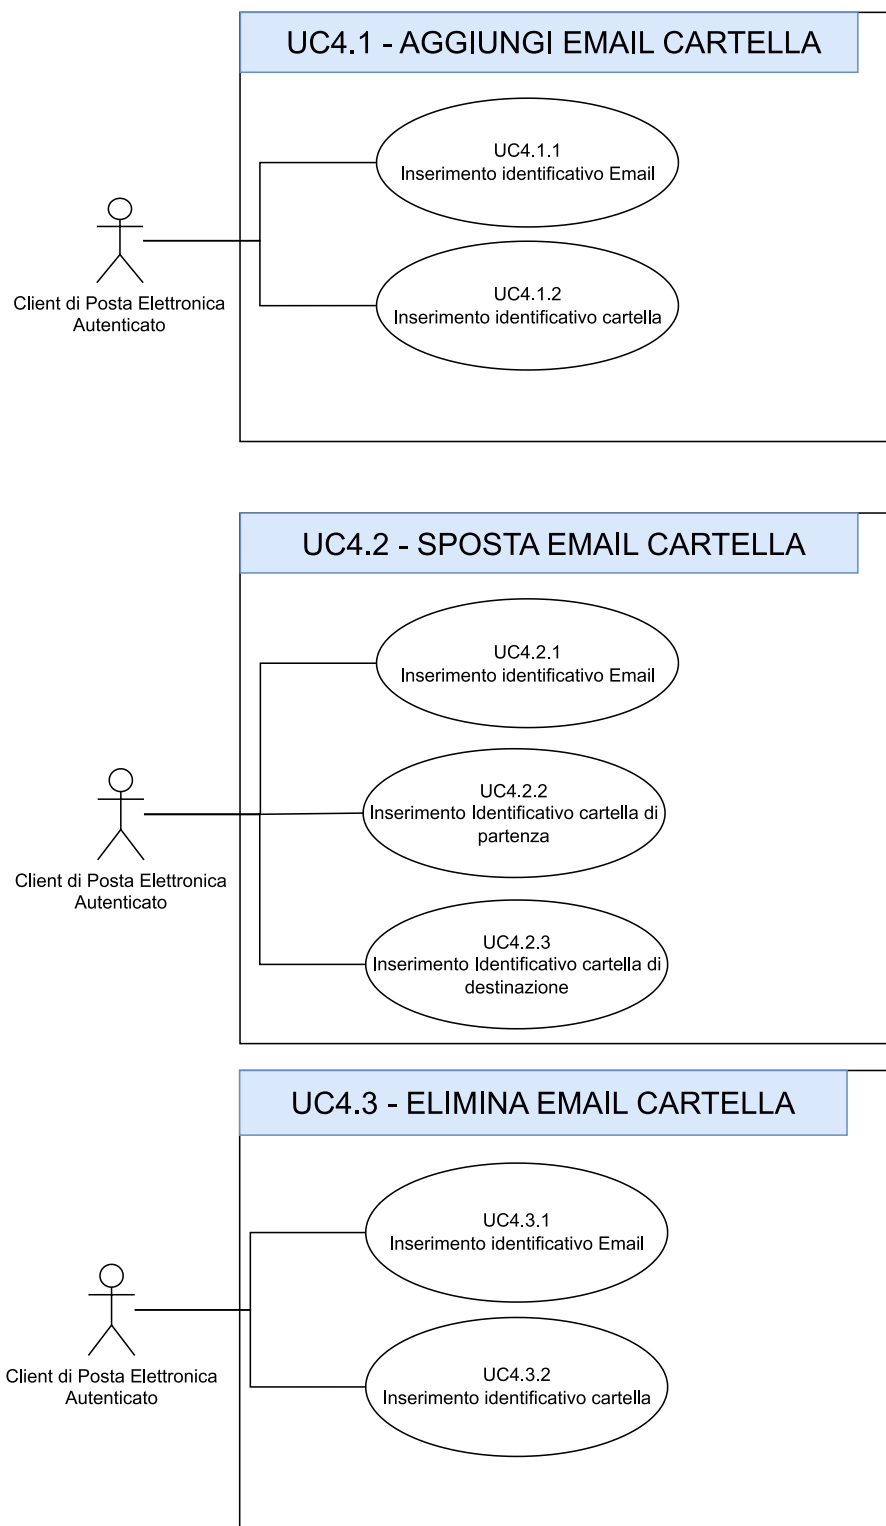 UC4.1 - AGGIUNGI EMAIL CARTELLA
UC4.1.1
Inserimento identificativo Email
Client di Posta Elettronica
Autenticato
UC4.1.2
Inserimento identificativo cartella
UC4.2 - SPOSTA EMAIL CARTELLA
UC4.2.1
Inserimento identificativo Email
UC4.2.2
Inserimento Identificativo cartella di
partenza
Client di Posta Elettronica
Autenticato
UC4.2.3
Inserimento Identificativo cartella di
destinazione
UC4.3 - ELIMINA EMAIL CARTELLA
UC4.3.1
Inserimento identificativo Email
Client di Posta Elettronica
Autenticato
UC4.3.2
Inserimento identificativo cartella